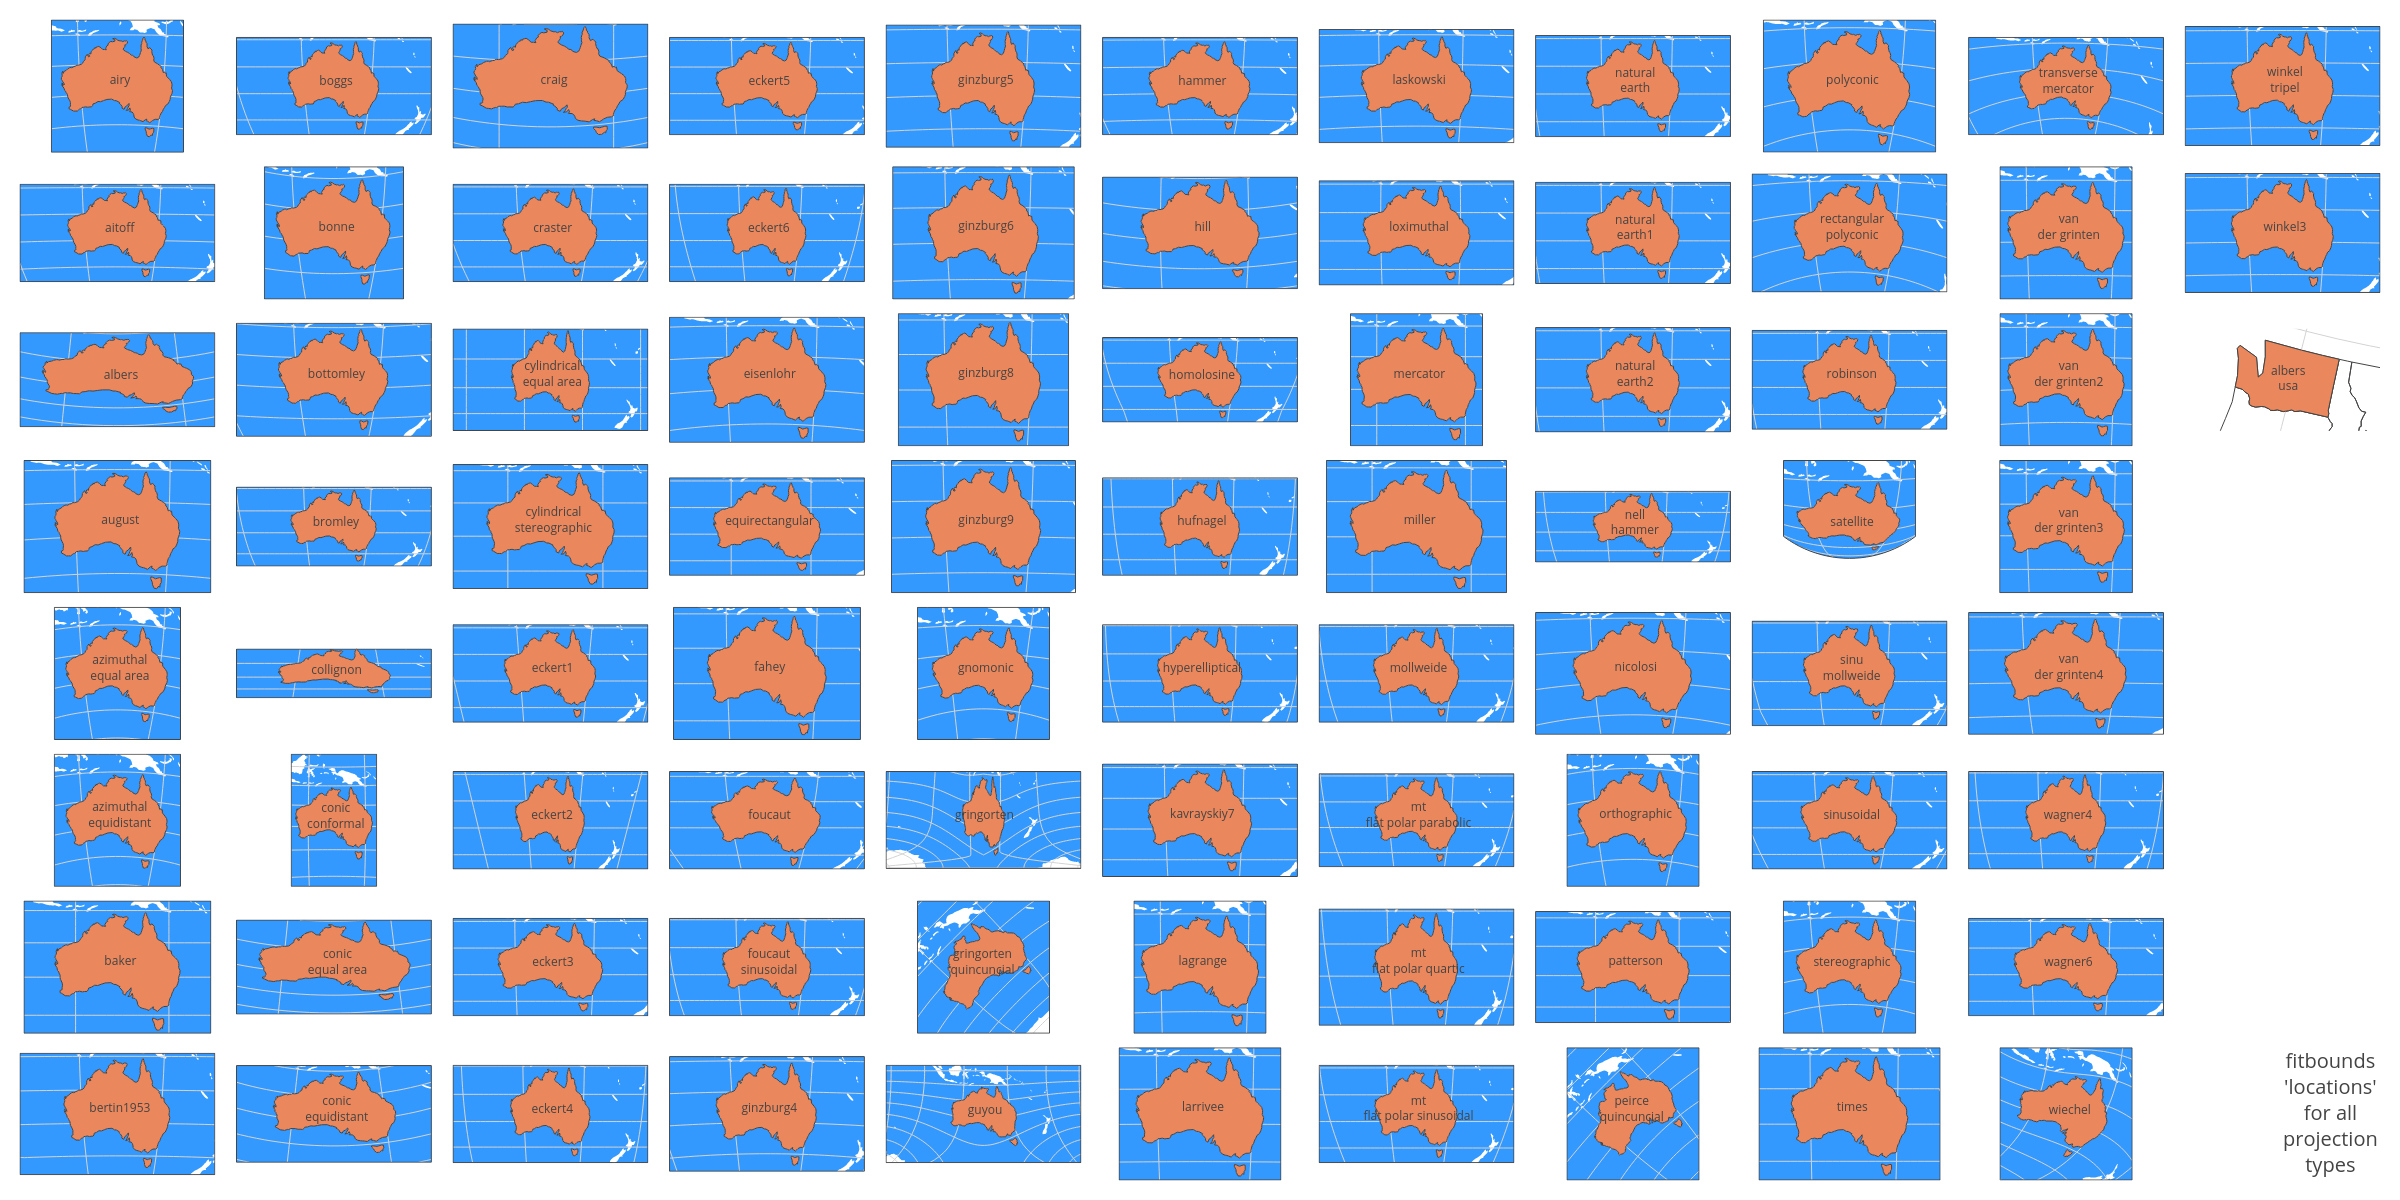 airy
boggs
craig
eckert5
ginzburg5
hammer
laskowski
natural
earth
polyconic
transverse
mercator
winkel
tripel
aitoff
bonne
craster
eckert6
ginzburg6
hill
loximuthal
natural
earth1
rectangular
polyconic
van
der grinten
winkel3
albers
bottomley
cylindrical
equal area
eisenlohr
ginzburg8
homolosine
mercator
natural
earth2
robinson
van
der grinten2
albers
usa
august
bromley
cylindrical
stereographic
equirectangular
ginzburg9
hufnagel
miller
nell
hammer
satellite
van
der grinten3
azimuthal
equal area
collignon
eckert1
fahey
gnomonic
hyperelliptical
mollweide
nicolosi
sinu
mollweide
van
der grinten4
azimuthal
equidistant
conic
conformal
eckert2
foucaut
gringorten
kavrayskiy7
mt
flat polar parabolic
orthographic
sinusoidal
wagner4
baker
conic
equal area
eckert3
foucaut
sinusoidal
gringorten
quincuncial
lagrange
mt
flat polar quartic
patterson
stereographic
wagner6
bertin1953
conic
equidistant
eckert4
ginzburg4
guyou
larrivee
mt
flat polar sinusoidal
peirce
quincuncial
times
wiechel
fitbounds
'locations'
for all
projection
types